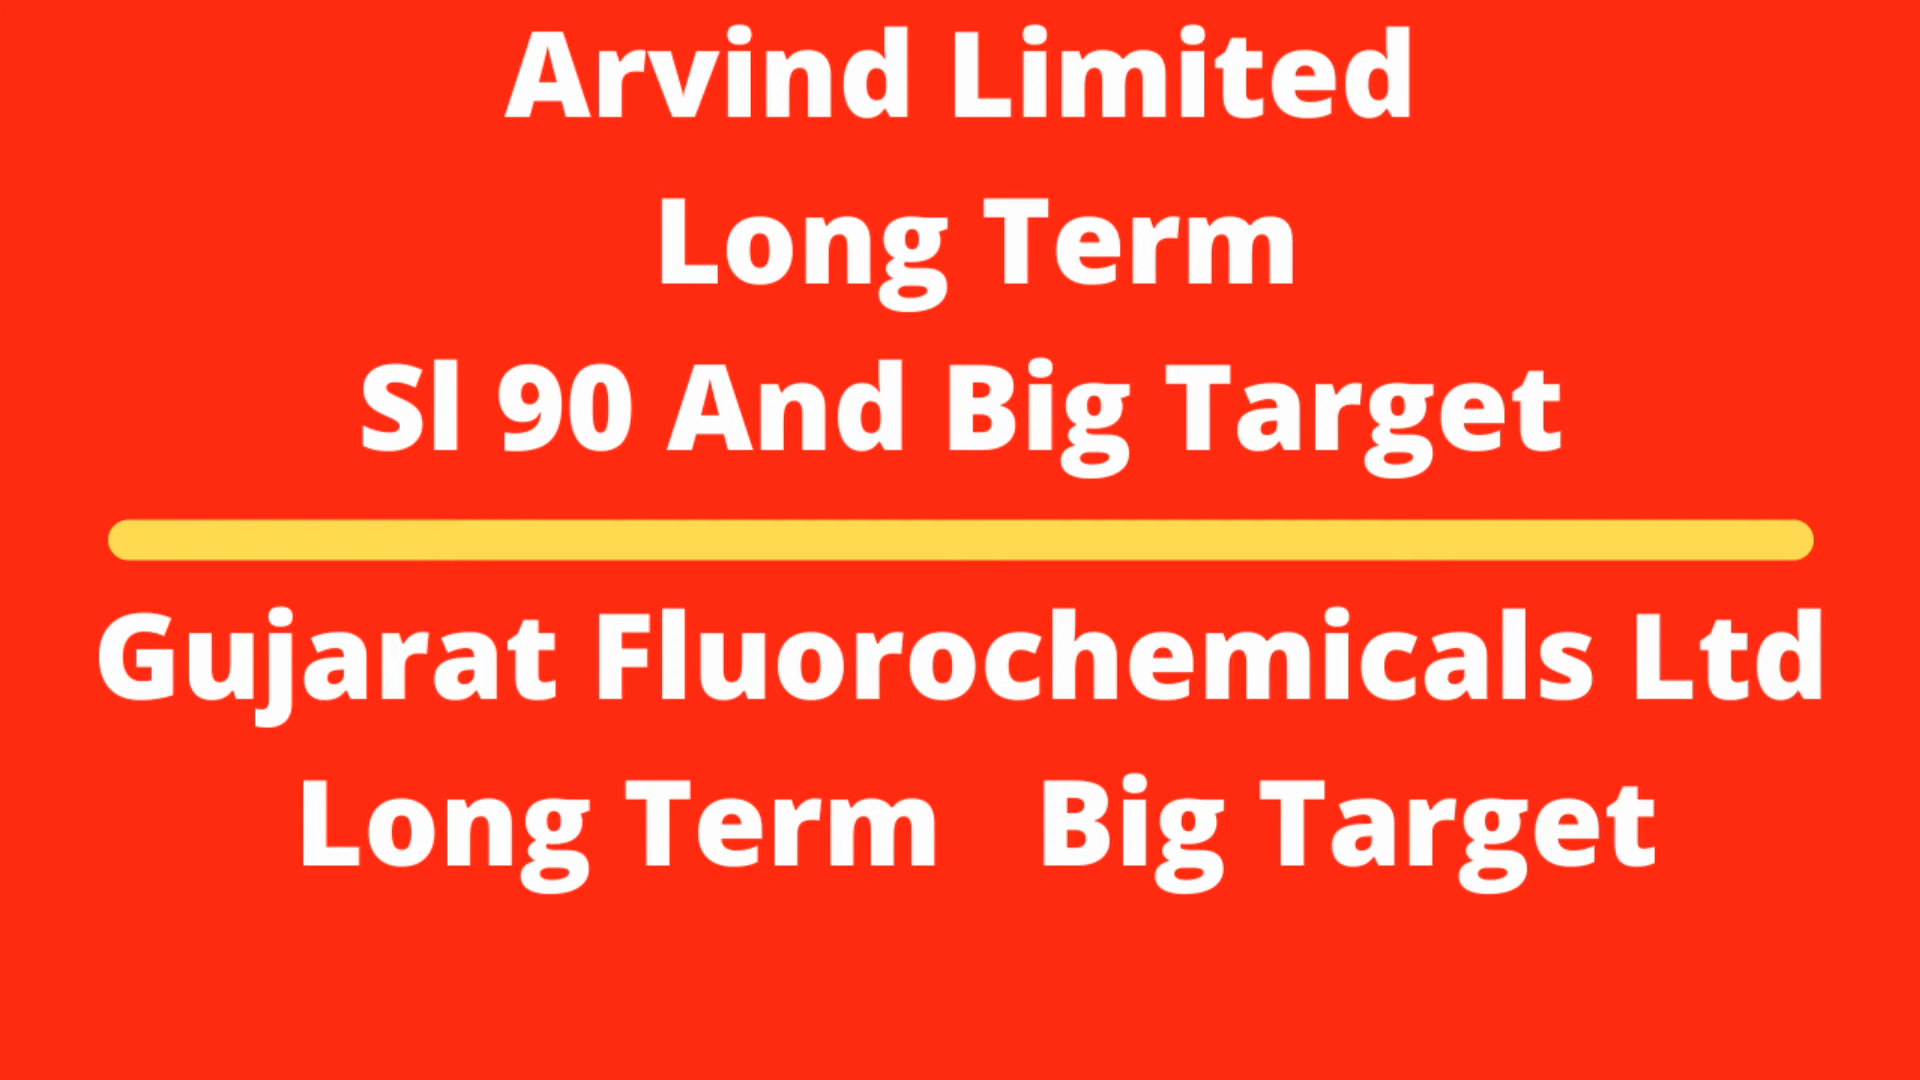 Arvind Limited
Long Term
Sl 90 And Big Target
Gujarat Fluorochemicals Ltd
Long Term Big Target